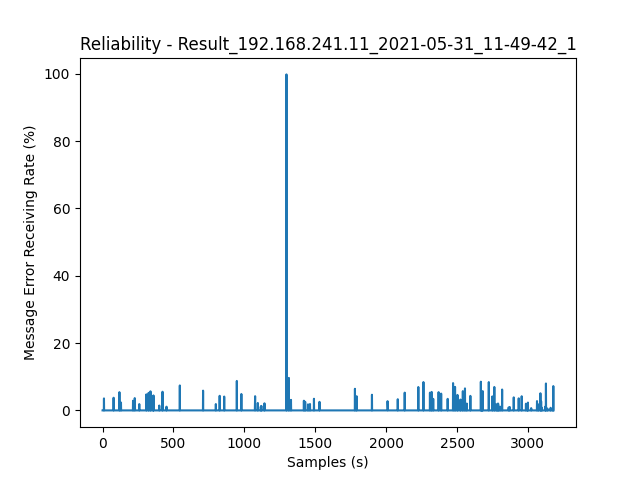 Reliability - Result_192.168.241.11_2021-05-31_11-49-42_1
Message Error Receiving Rate (%)
100
80
60
40
20
0
0 500 1000 1500 2000 2500 3000
Samples (s)